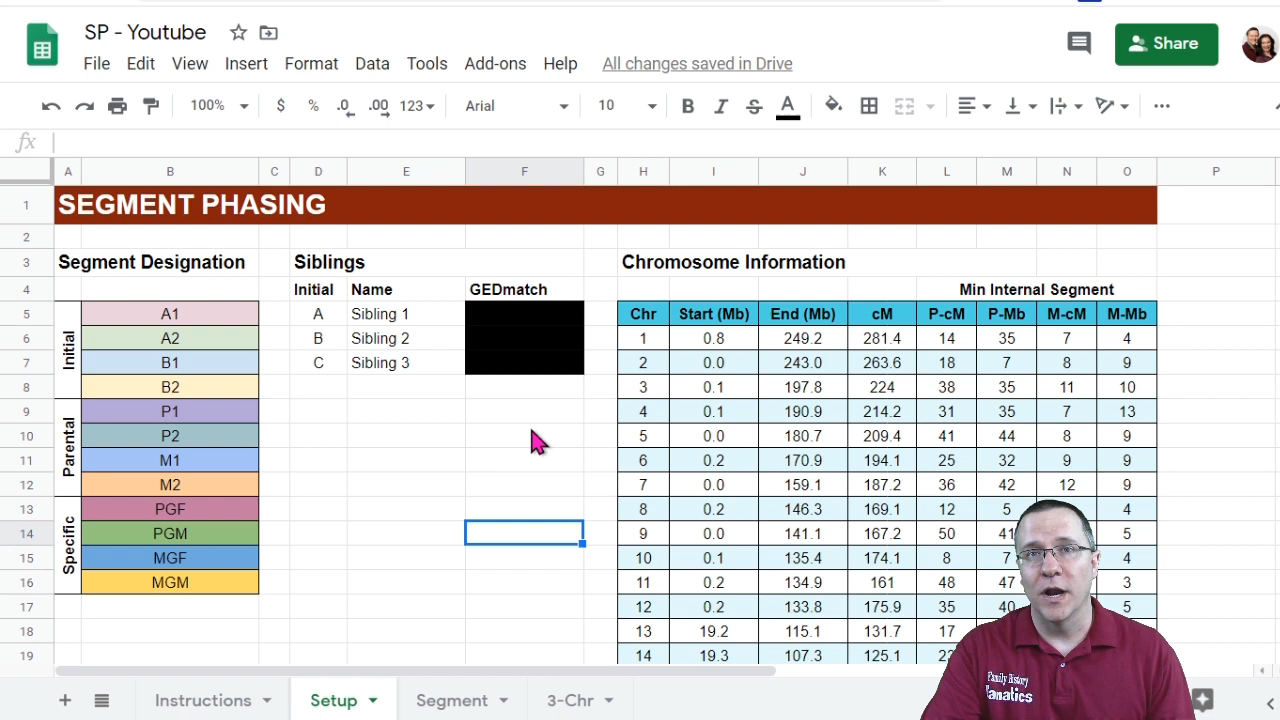 SP - Youtube
File Edit View Insert Format Data Tools Add-ons Help All changes saved in Drive
Share
100% $ % .0 .00 123 Arial 10 B I S A
fx
A B C D E F G H I J K L M N O P
1 SEGMENT PHASING
2
3 Segment Designation Siblings Chromosome Information
4 Initial Name GEDmatch Min Internal Segment
5 A1 A Sibling 1 Chr Start (Mb) End (Mb) cM P-cM P-Mb M-cM M-Mb
6 A2 B Sibling 2 1 0.8 249.2 281.4 14 35 7 4
Initial
7 B1 C Sibling 3 2 0.0 243.0 263.6 18 7 8 9
8 B2 3 0.1 197.8 224 38 35 11 10
9 P1 4 0.1 190.9 214.2 31 35 7 13
10 P2 5 0.0 180.7 209.4 41 44 8 9
Parental
11 M1 6 0.2 170.9 194.1 25 32 9 9
12 M2 7 0.0 159.1 187.2 36 42 12 9
13 PGF 8 0.2 146.3 169.1 12 5 4
14 PGM 9 0.0 141.1 167.2 50 41 5
Specific
15 MGF 10 0.1 135.4 174.1 8 7 4
16 MGM 11 0.2 134.9 161 48 47 3
17 12 0.2 133.8 175.9 35 40 5
18 13 19.2 115.1 131.7 17
19 14 19.3 107.3 125.1
Family History
Fanatics
Instructions Setup Segment 3-Chr